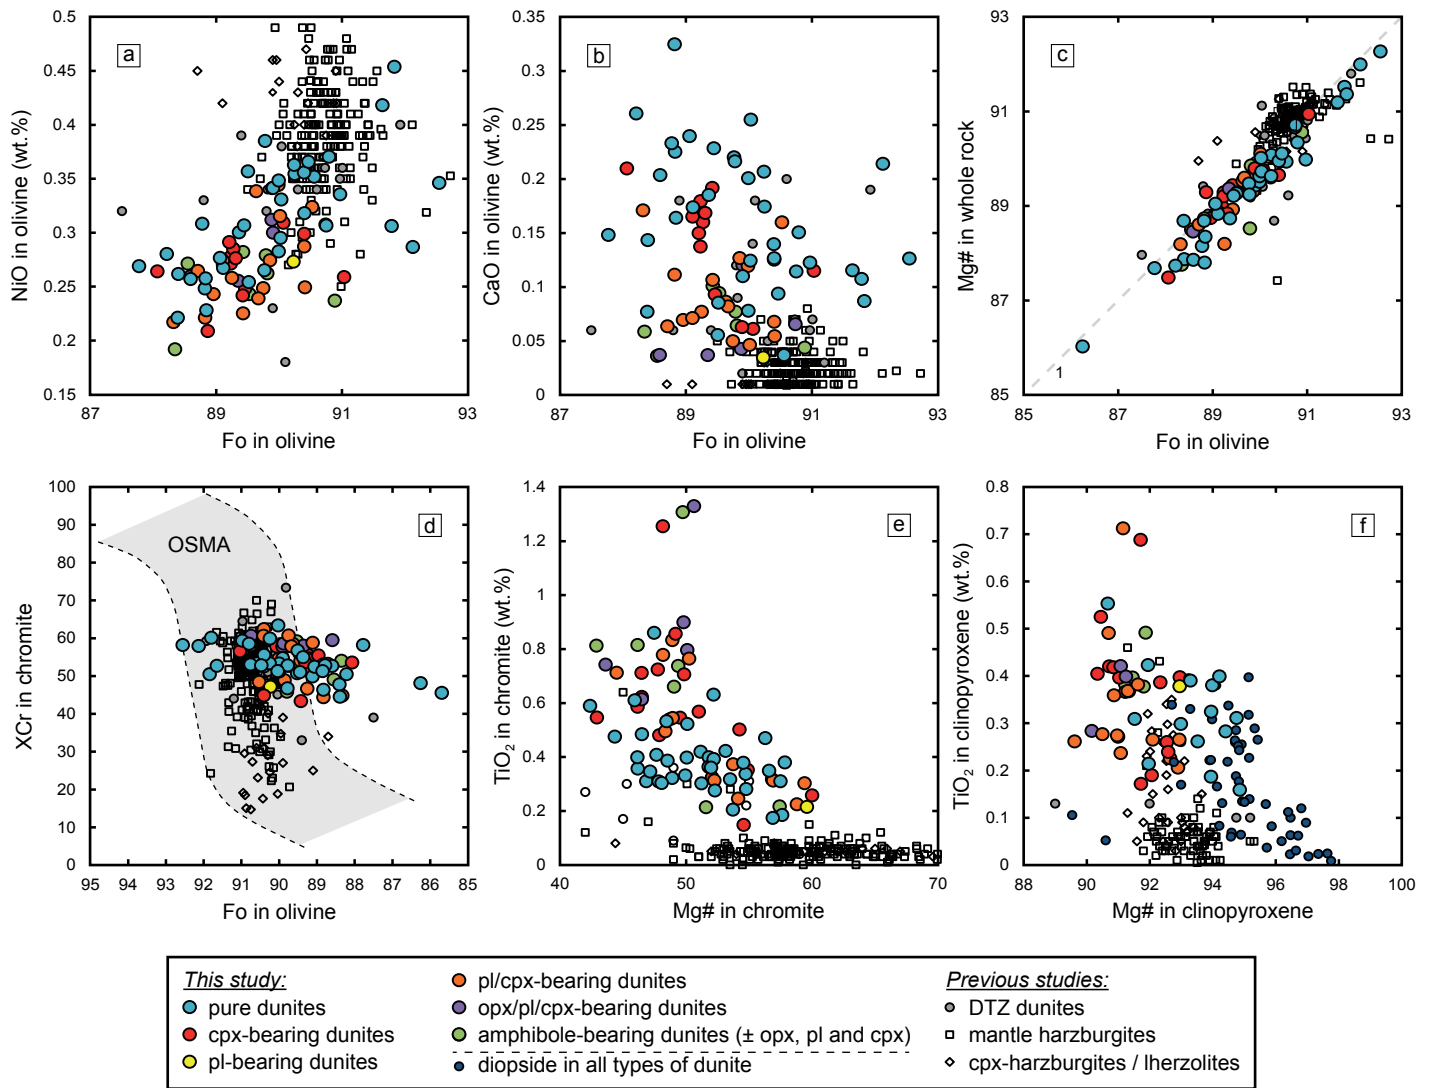 0.5
0.45
0.4
0.35
0.3
0.25
0.2
0.15
NiO in olivine (wt.%)
a
87
89
91
93
Fo in olivine
0.35
0.3
0.25
0.2
0.15
0.1
0.05
0
CaO in olivine (wt.%)
b
87
89
91
93
Fo in olivine
93
91
89
87
85
Mg# in whole rock
c
1
85
87
89
91
93
Fo in olivine
100
90
80
70
60
50
40
30
20
10
0
XCr in chromite
OSMA
d
95
94
93
92
91
90
89
88
86
85
Fo in olivine
1.4
1.2
1
0.8
0.6
0.4
0.2
0
TiO2 in chromite (wt.%)
e
40
50
60
70
Mg# in chromite
0.8
0.7
0.6
0.5
0.4
0.3
0.2
0.1
0
TiO2 in clinopyroxene (wt.%)
f
88
90
92
94
96
98
100
Mg# in clinopyroxene
This study:
pure dunites
cpx-bearing dunites
pl-bearing dunites
pl/cpx-bearing dunites
opx/pl/cpx-bearing dunites
amphibole-bearing dunites (± opx, pl and cpx)
diopside in all types of dunite
Previous studies:
DTZ dunites
mantle harzburgites
cpx-harzburgites / lherzolites